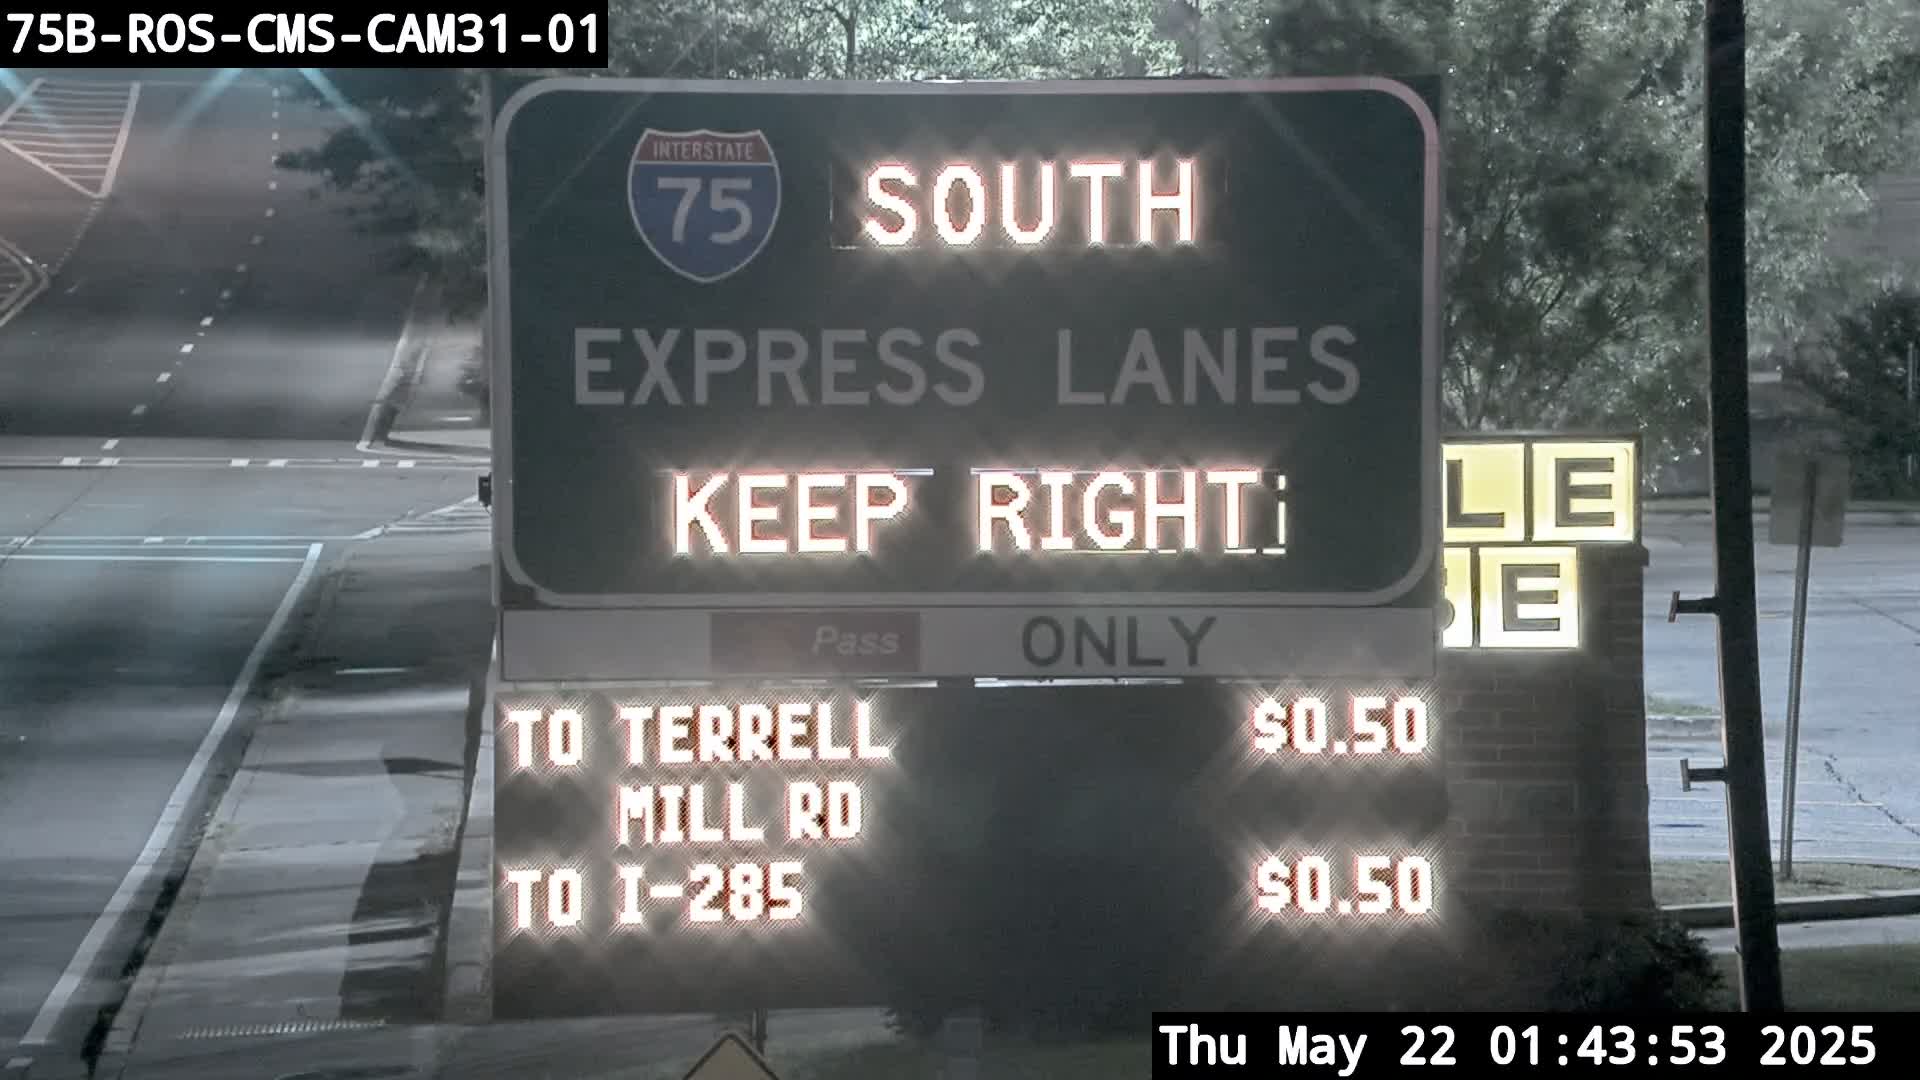 75B-ROS-CMS-CAM31-01
INTERSTATE
75
SOUTH
EXPRESS LANES
KEEP RIGHT
Pass ONLY
TO TERRELL $0.50
MILL RD
TO I-285 $0.50
LE
E
Thu May 22 01:43:53 2025